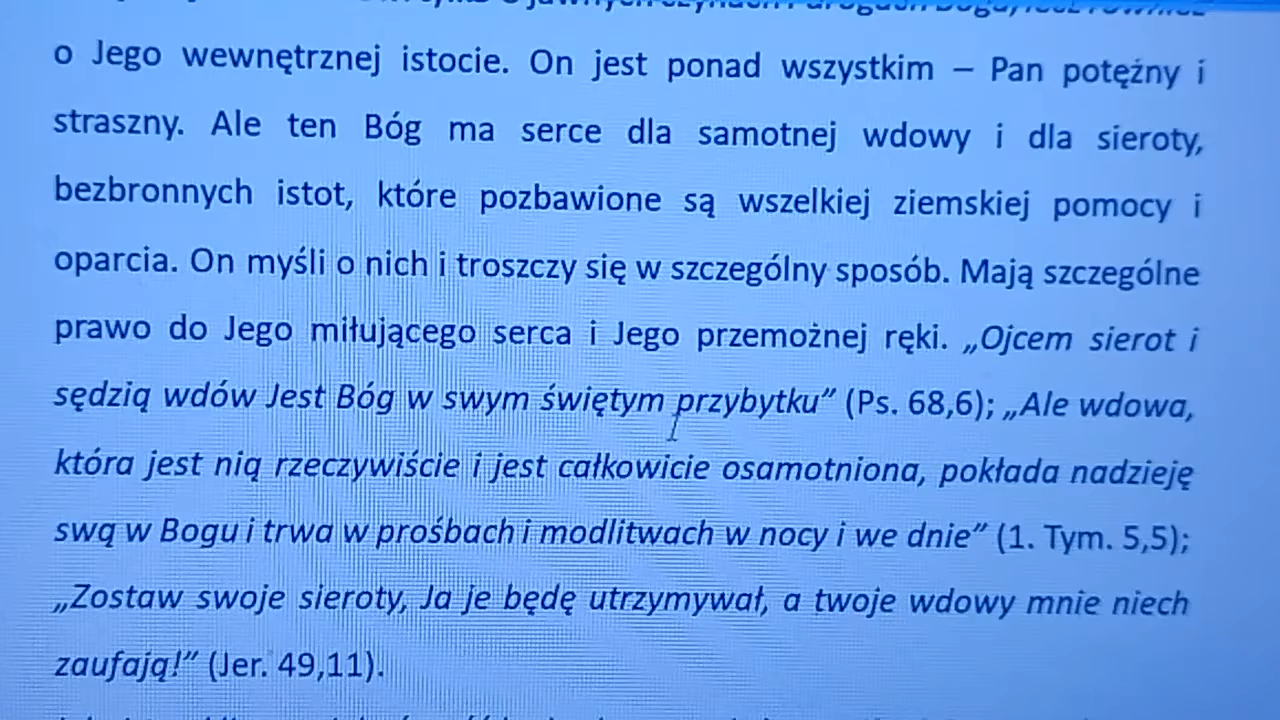 o Jego wewnętrznej istocie. On jest ponad wszystkim – Pan potężny i
straszny. Ale ten Bóg ma serce dla samotnej wdowy i dla sieroty,
bezbronnych istot, które pozbawione są wszelkiej ziemskiej pomocy i
oparcia. On myśli o nich i troszczy się w szczególny sposób. Mają szczególne
prawo do Jego miłującego serca i Jego przemożnej ręki. „Ojcem sierot i
sędzią wdów Jest Bóg w swym świętym przybytku” (Ps. 68,6); „Ale wdowa,
która jest nią rzeczywiście i jest całkowicie osamotniona, pokłada nadzieję
swą w Bogu i trwa w prośbach i modlitwach w nocy i we dnie” (1. Tym. 5,5);
„Zostaw swoje sieroty, Ja je będę utrzymywał, a twoje wdowy mnie niech
zaufają!” (Jer. 49,11).